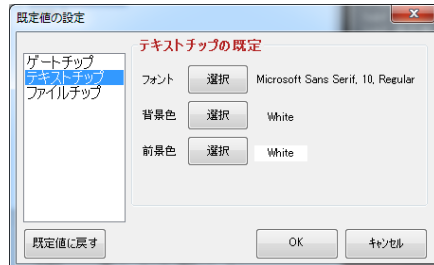 既定値の設定
テキストチップの既定
ゲートチップ
テキストチップ
ファイルチップ
フォント 選択 Microsoft Sans Serif, 10, Regular
背景色 選択 White
前景色 選択 White
既定値に戻す OK キャンセル